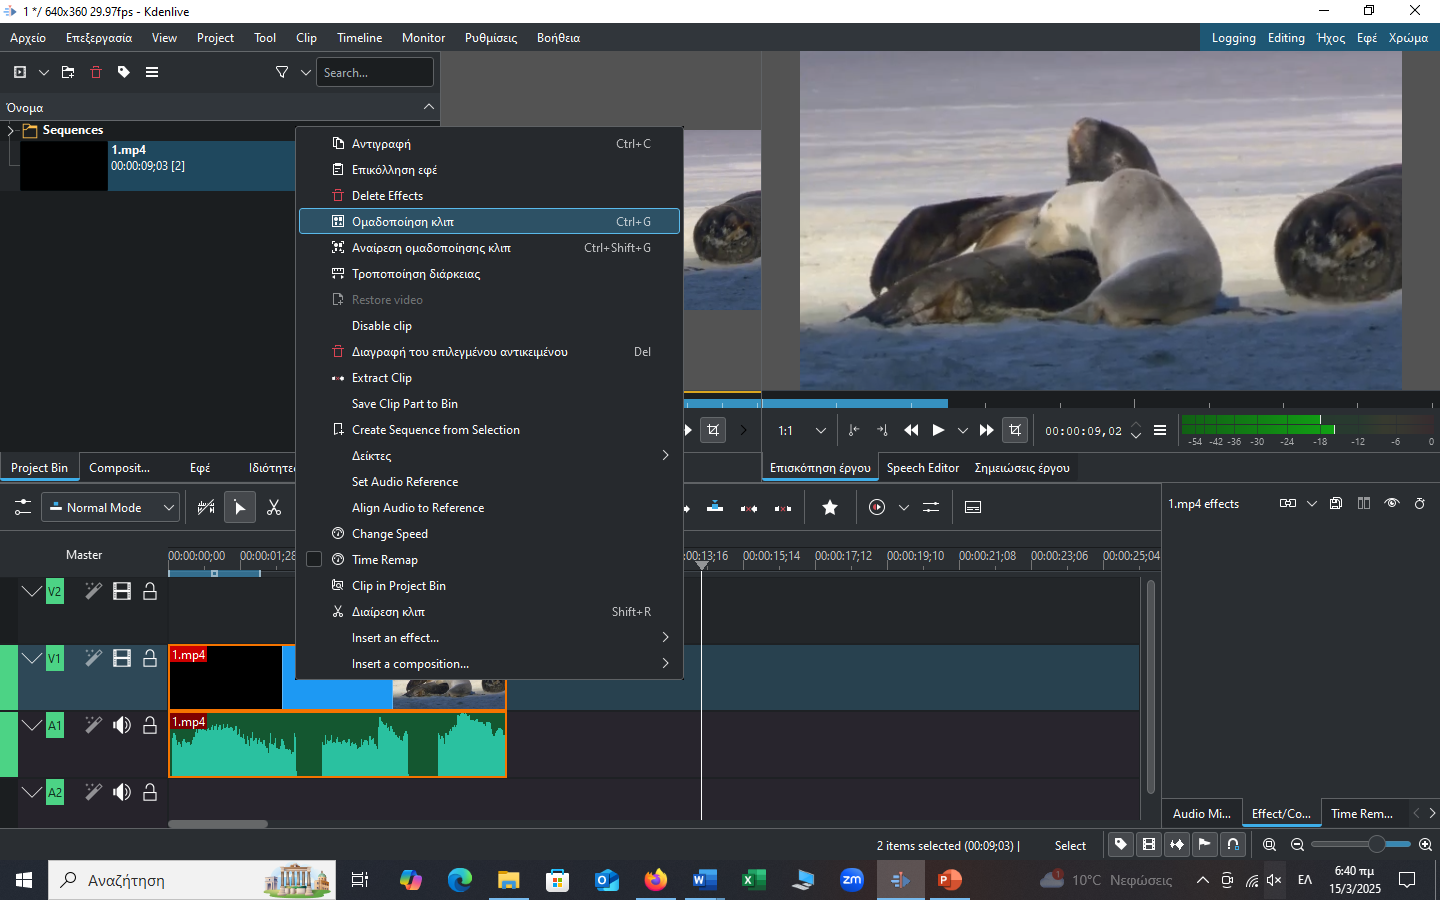 1 */ 640x360 29.97fps - Kdenlive
Αρχείο Επεξεργασία View Project Tool Clip Timeline Monitor Ρυθμίσεις Βοήθεια
Logging Editing Ήχος Εφέ Χρώμα
Search...
Όνομα
Sequences
1.mp4
00:00:09;03 [2]
Αντιγραφή Ctrl+C
Επικόλληση εφέ
Delete Effects
Ομαδοποίηση κλιπ Ctrl+G
Αναίρεση ομαδοποίησης κλιπ Ctrl+Shift+G
Τροποποίηση διάρκειας
Restore video
Disable clip
Διαγραφή του επιλεγμένου αντικειμένου Del
Extract Clip
Save Clip Part to Bin
Create Sequence from Selection
Δείκτες
Set Audio Reference
Align Audio to Reference
Change Speed
Time Remap
Clip in Project Bin
Διαίρεση κλιπ Shift+R
Insert an effect...
Insert a composition...
1:1
00:00:09,02
-54 -42 -36 -30 -24 -18 -12 -6 0
Project Bin Composit... Εφέ Ιδιότητε
Επισκόπηση έργου Speech Editor Σημειώσεις έργου
Normal Mode
1.mp4 effects
Master
00:00:00;00 00:00:01;28 :00:13;16 00:00:15;14 00:00:17;12 00:00:19;10 00:00:21;08 00:00:23;06 00:00:25;04
V2
V1
1.mp4
A1
1.mp4
A2
Audio Mi... Effect/Co... Time Rem...
2 items selected (00:09;03) | Select
Αναζήτηση
zm
1
10°C Νεφώσεις
ΕΛ
6:40 πμ
15/3/2025